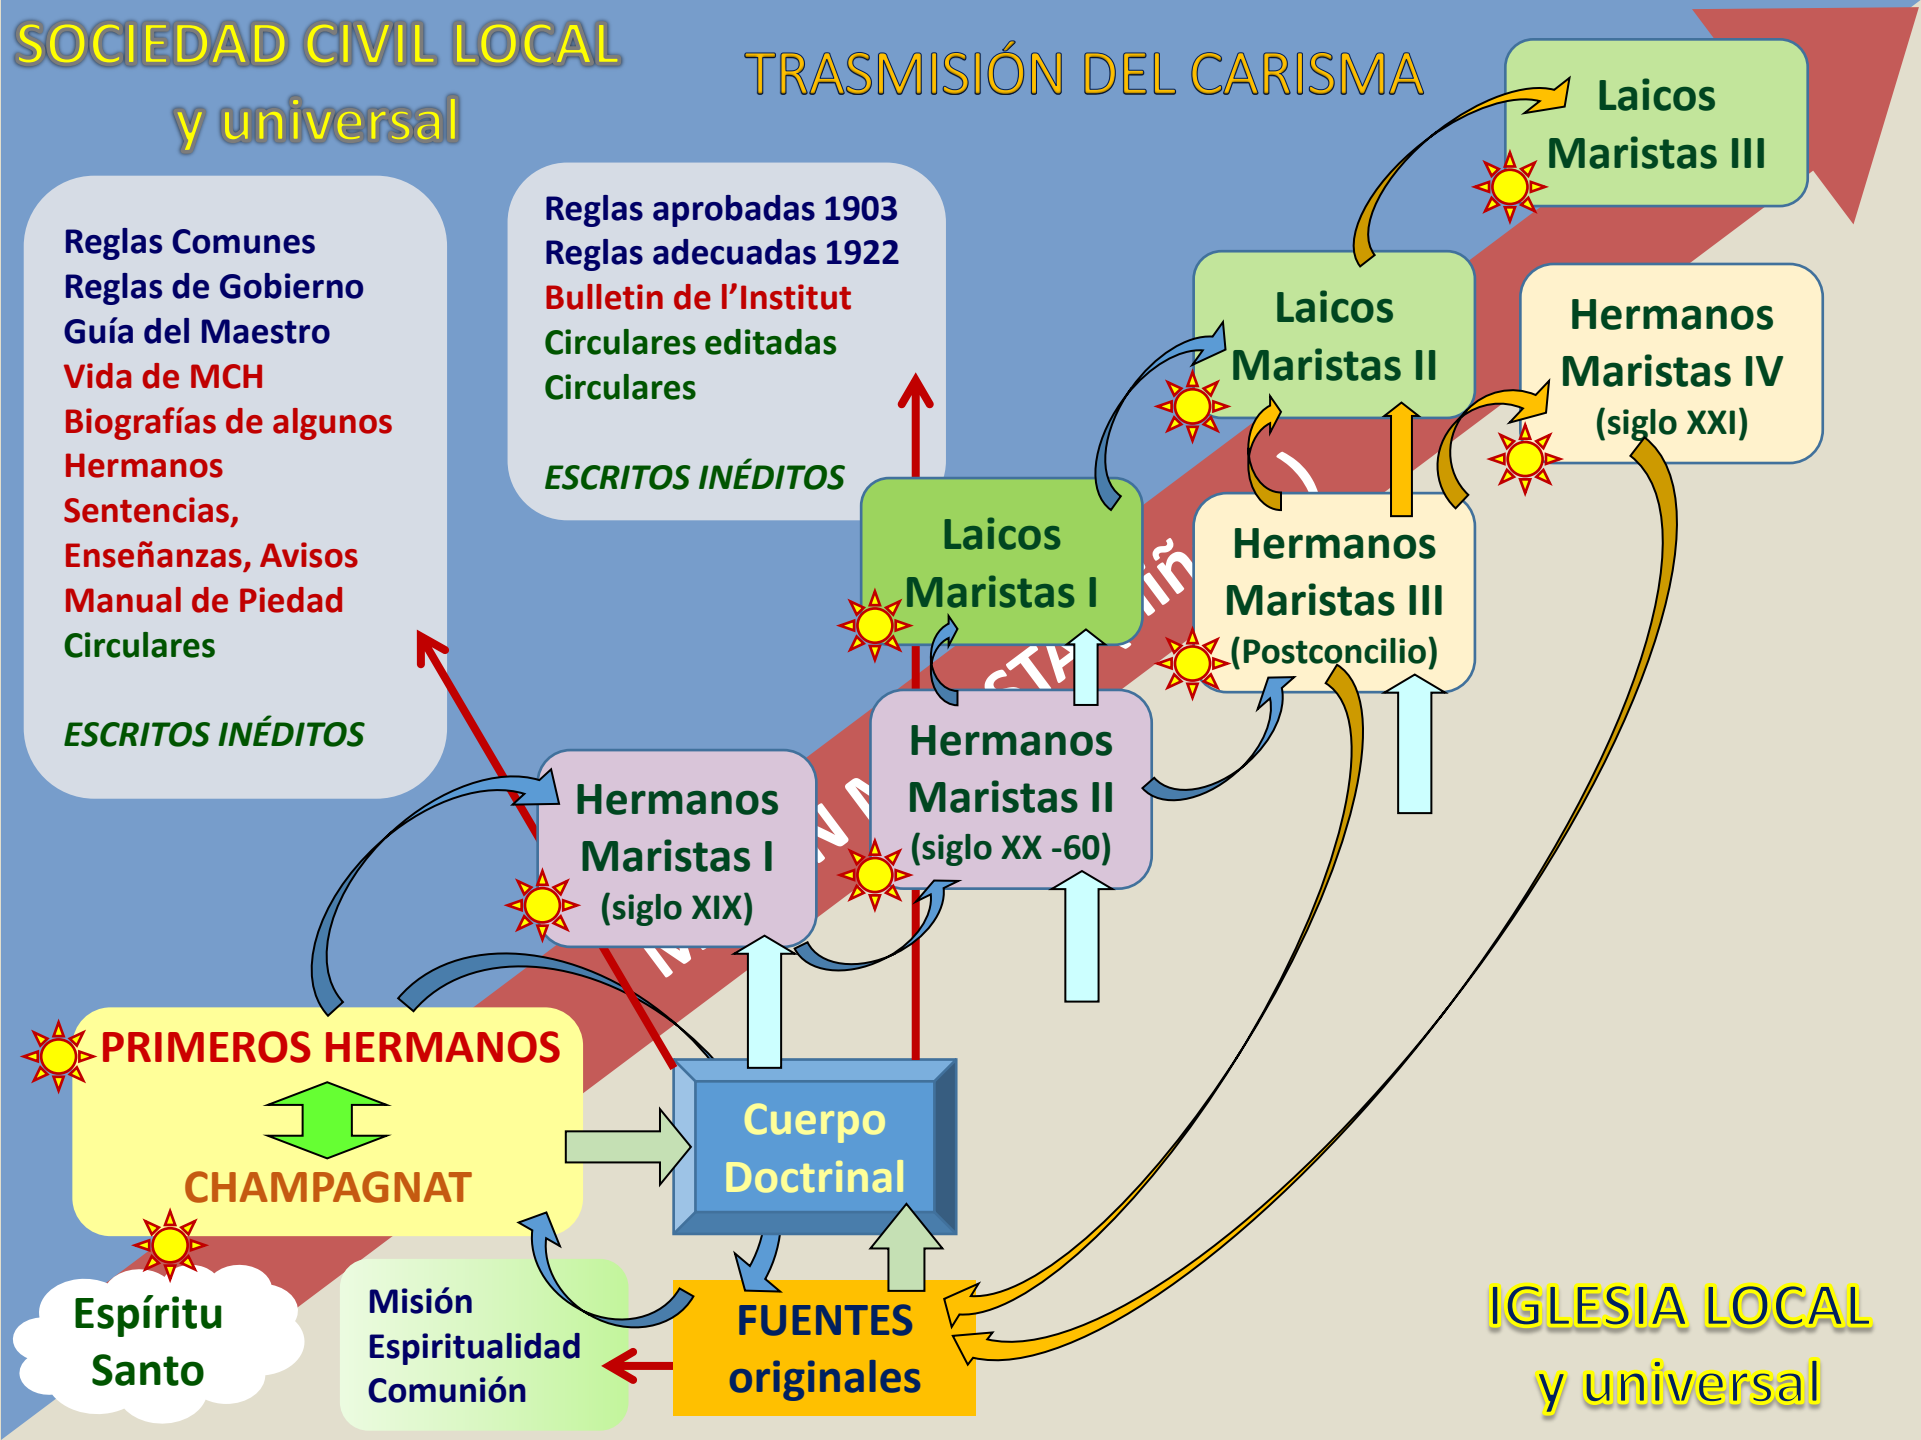 SOCIEDAD CIVIL LOCAL
y universal
TRASMISIÓN DEL CARISMA
Laicos
Maristas III
Reglas Comunes
Reglas de Gobierno
Guía del Maestro
Vida de MCH
Biografías de algunos
Hermanos
Sentencias,
Enseñanzas, Avisos
Manual de Piedad
Circulares
ESCRITOS INÉDITOS
Reglas aprobadas 1903
Reglas adecuadas 1922
Bulletin de l’Institut
Circulares editadas
Circulares
ESCRITOS INÉDITOS
Laicos
Maristas II
Hermanos
Maristas IV
(siglo XXI)
Laicos
Maristas I
Hermanos
Maristas III
(Postconcilio)
Hermanos
Maristas II
(siglo XX -60)
Hermanos
Maristas I
(siglo XIX)
PRIMEROS HERMANOS
CHAMPAGNAT
Cuerpo
Doctrinal
Espíritu
Santo
Misión
Espiritualidad
Comunión
FUENTES
originales
IGLESIA LOCAL
y universal